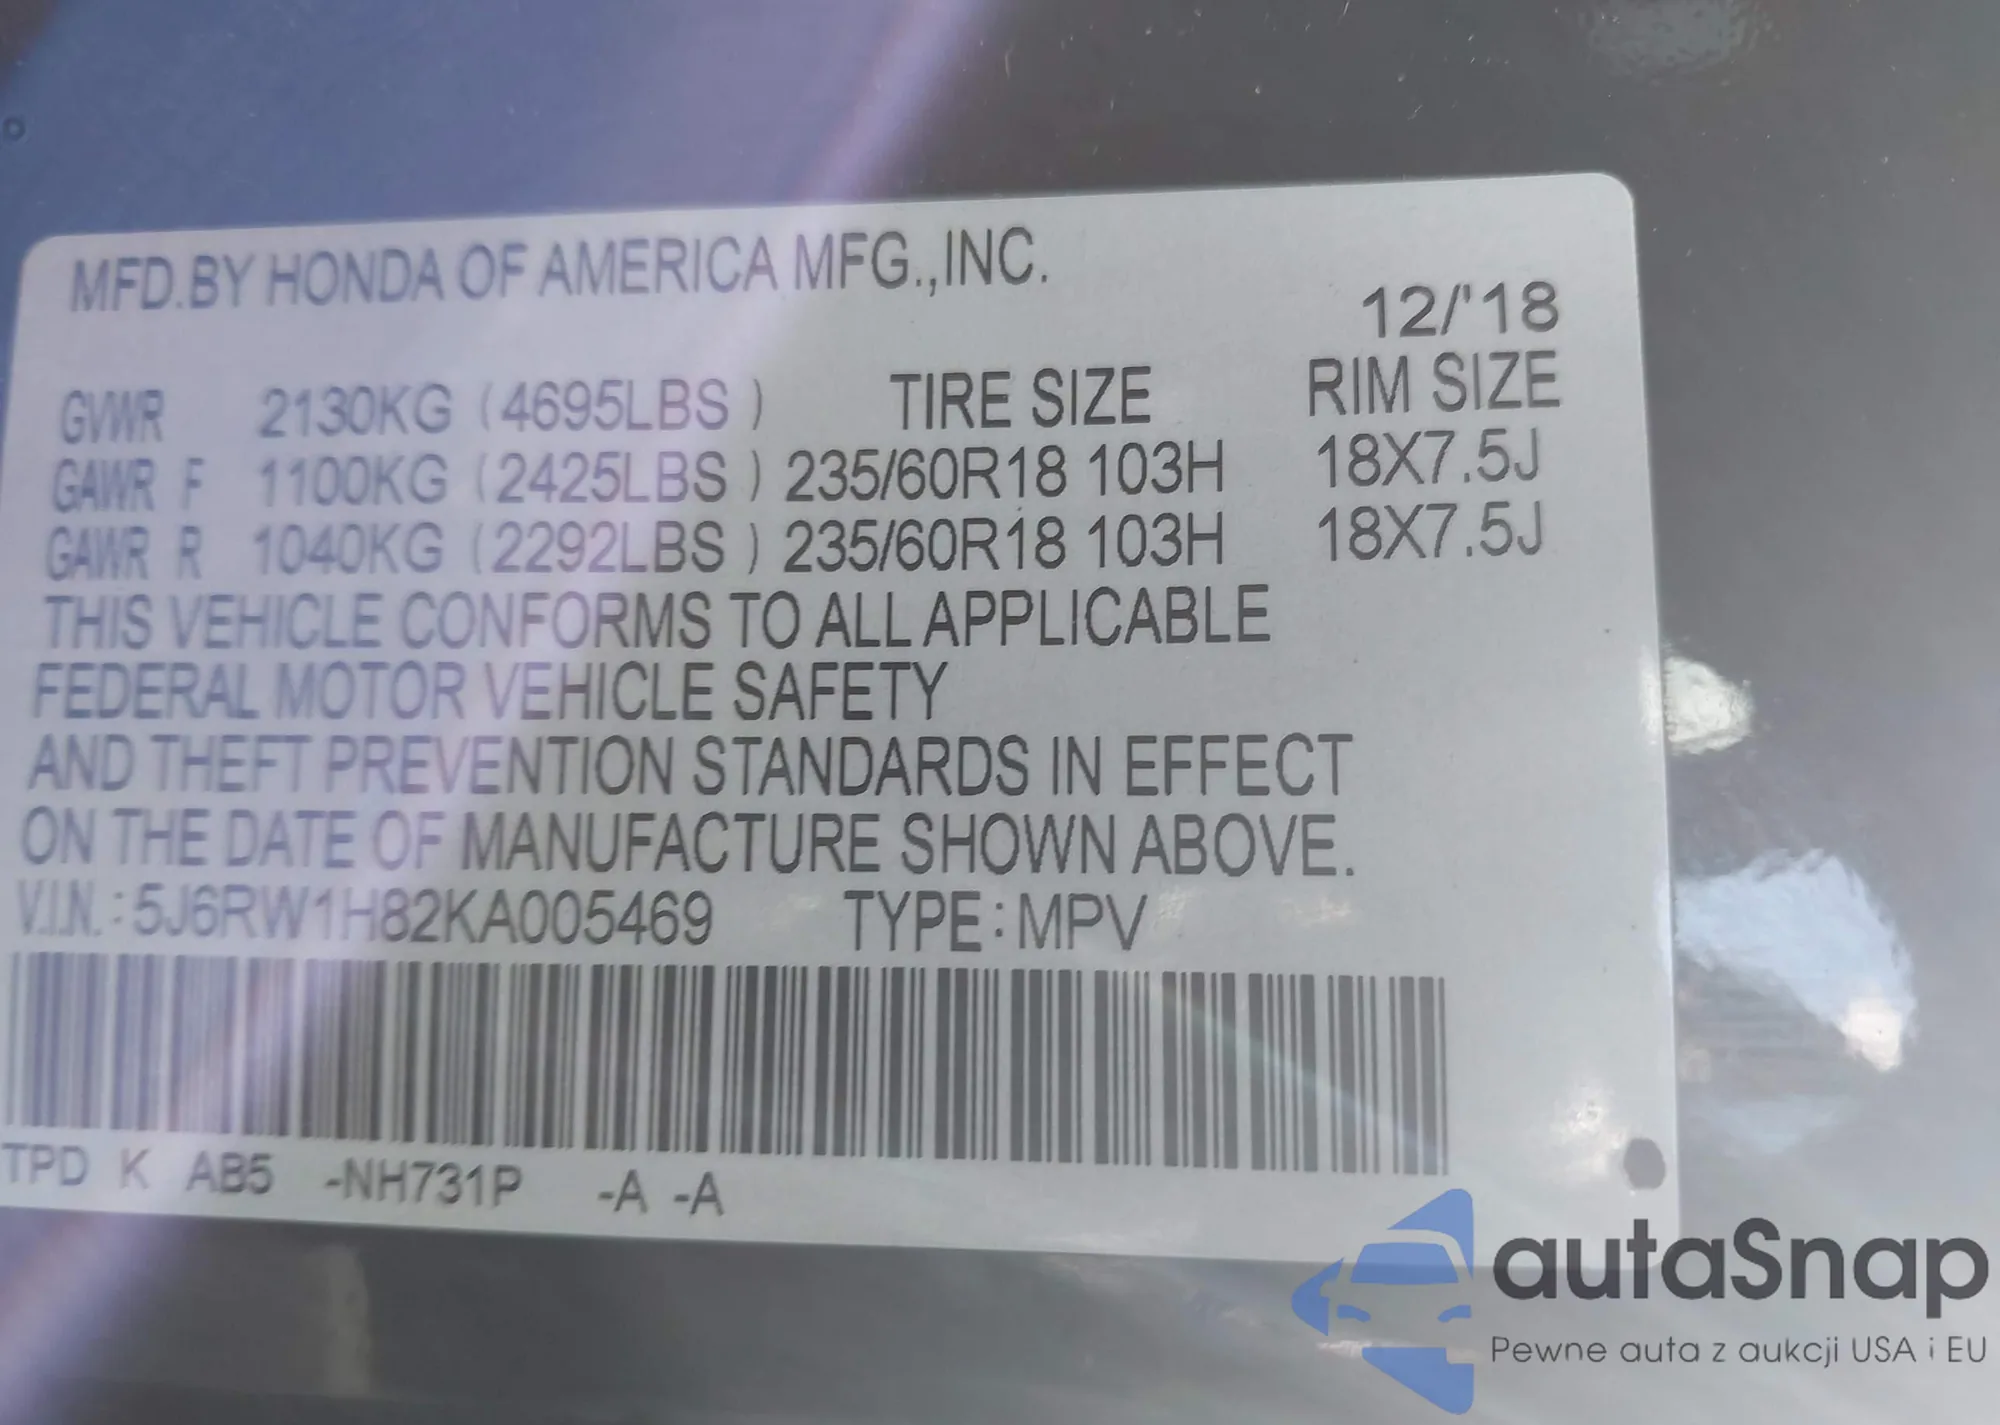 MFD.BY HONDA OF AMERICA MFG.,INC.
12/'18
GVWR 2130KG (4695LBS ) TIRE SIZE RIM SIZE
GAWR F 1100KG (2425LBS ) 235/60R18 103H 18X7.5J
GAWR R 1040KG (2292LBS ) 235/60R18 103H 18X7.5J
THIS VEHICLE CONFORMS TO ALL APPLICABLE
FEDERAL MOTOR VEHICLE SAFETY
AND THEFT PREVENTION STANDARDS IN EFFECT
ON THE DATE OF MANUFACTURE SHOWN ABOVE.
V.I.N.:5J6RW1H82KA005469 TYPE:MPV
TPD K AB5 -NH731P -A -A
autaSnap
Pewne auta z aukcji USA i EU